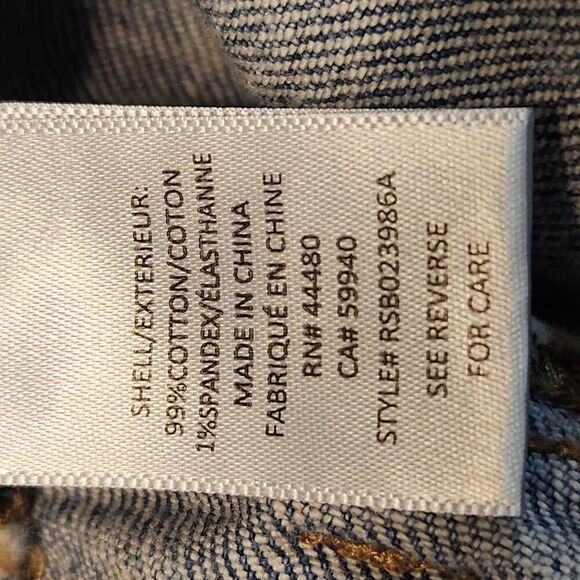 SHELL/EXTERIEUR:
99%COTTON/COTON
1%SPANDEX/ÉLASTHANNE
MADE IN CHINA
FABRIQUÉ EN CHINE
RN# 44480
CA# 59940
STYLE# RSB023986A
SEE REVERSE
FOR CARE